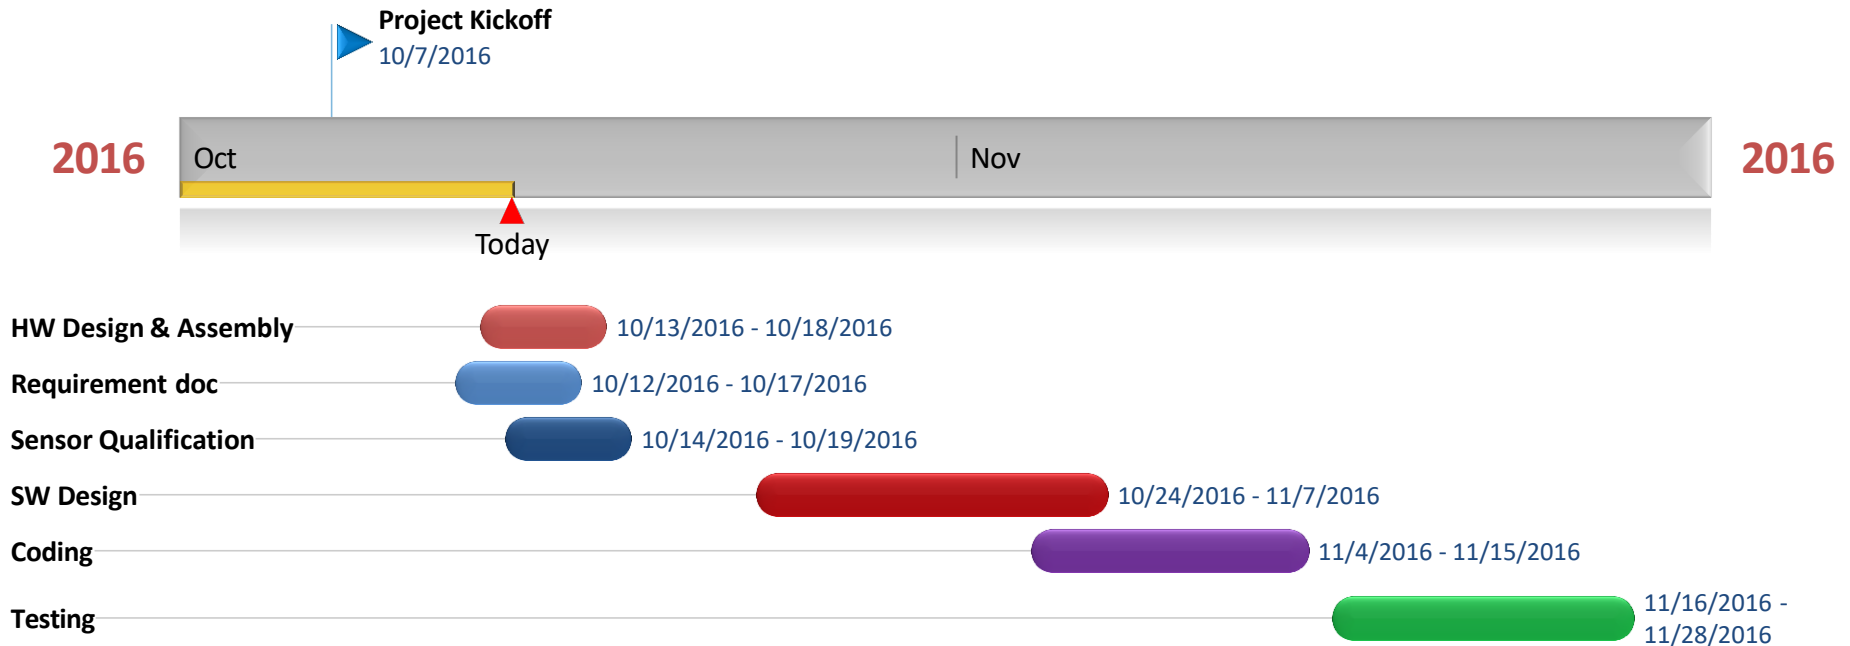 Project Kickoff
10/7/2016
2016
Oct
Nov
2016
Today
HW Design & Assembly
10/13/2016 - 10/18/2016
Requirement doc
10/12/2016 - 10/17/2016
Sensor Qualification
10/14/2016 - 10/19/2016
SW Design
10/24/2016 - 11/7/2016
Coding
11/4/2016 - 11/15/2016
Testing
11/16/2016 -
11/28/2016